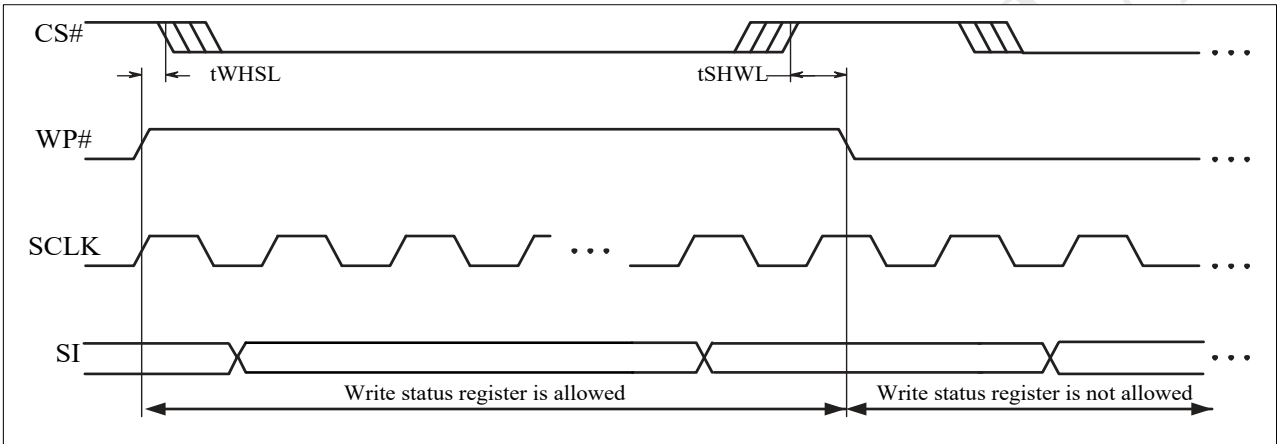 CS#
tWHSL
tSHWL
WP#
SCLK
SI
Write status register is allowed
Write status register is not allowed